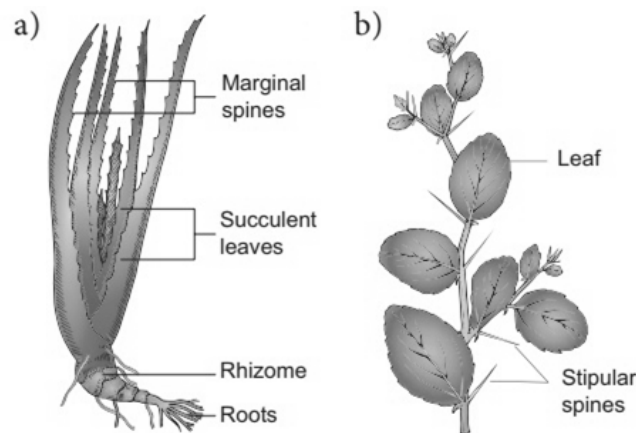 a)
Marginal
spines
Succulent
leaves
Rhizome
Roots
b)
Leaf
Stipular
spines